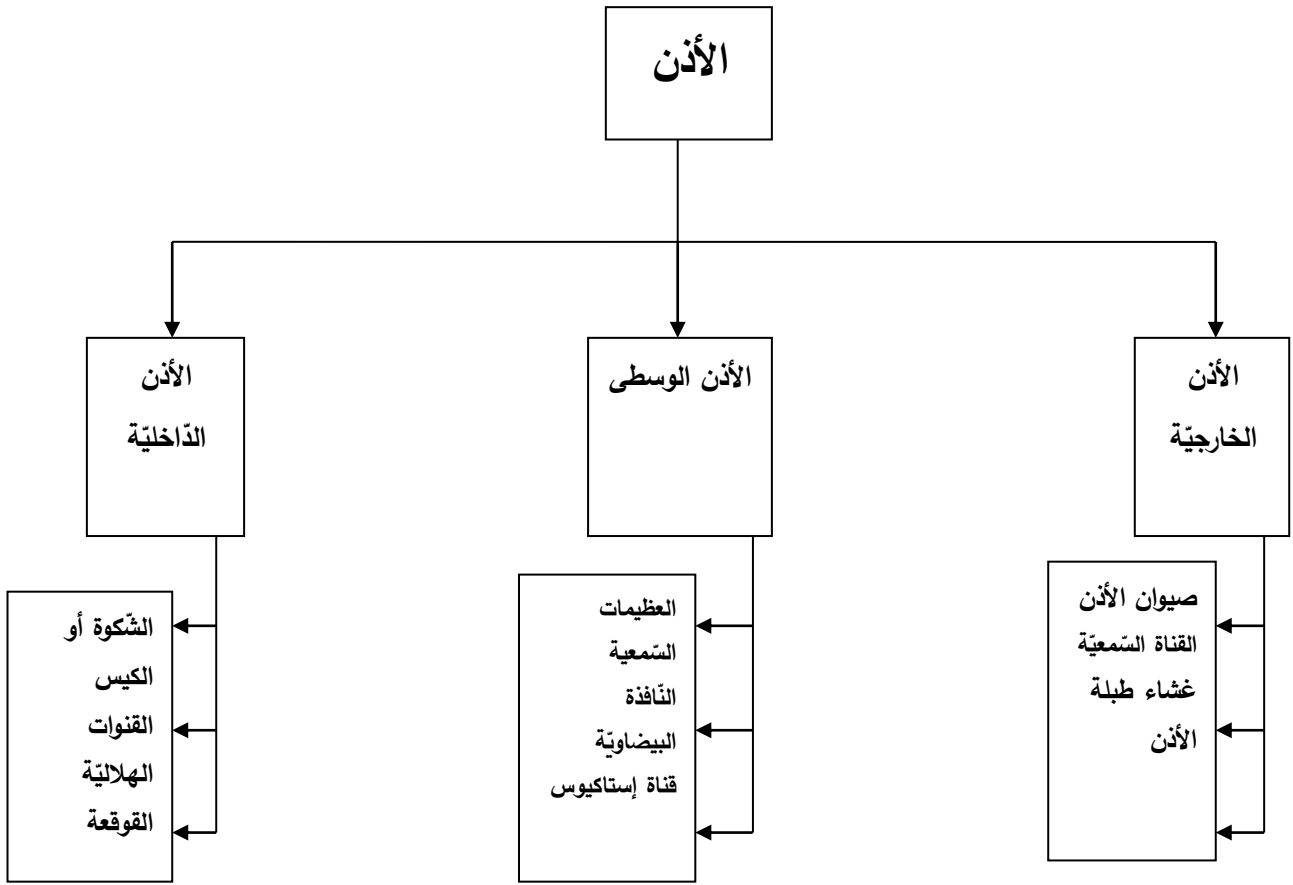 الأذن
الأذن
الخارجيّة
الأذن الوسطى
الأذن
الدّاخليّة
صيوان الأذن
القناة السّمعيّة
غشاء طبلة
الأذن
العظيمات
السّمعية
النّافذة
البيضاويّة
قناة إستاكيوس
الشّكوة أو
الكيس
القنوات
الهلاليّة
القوقعة